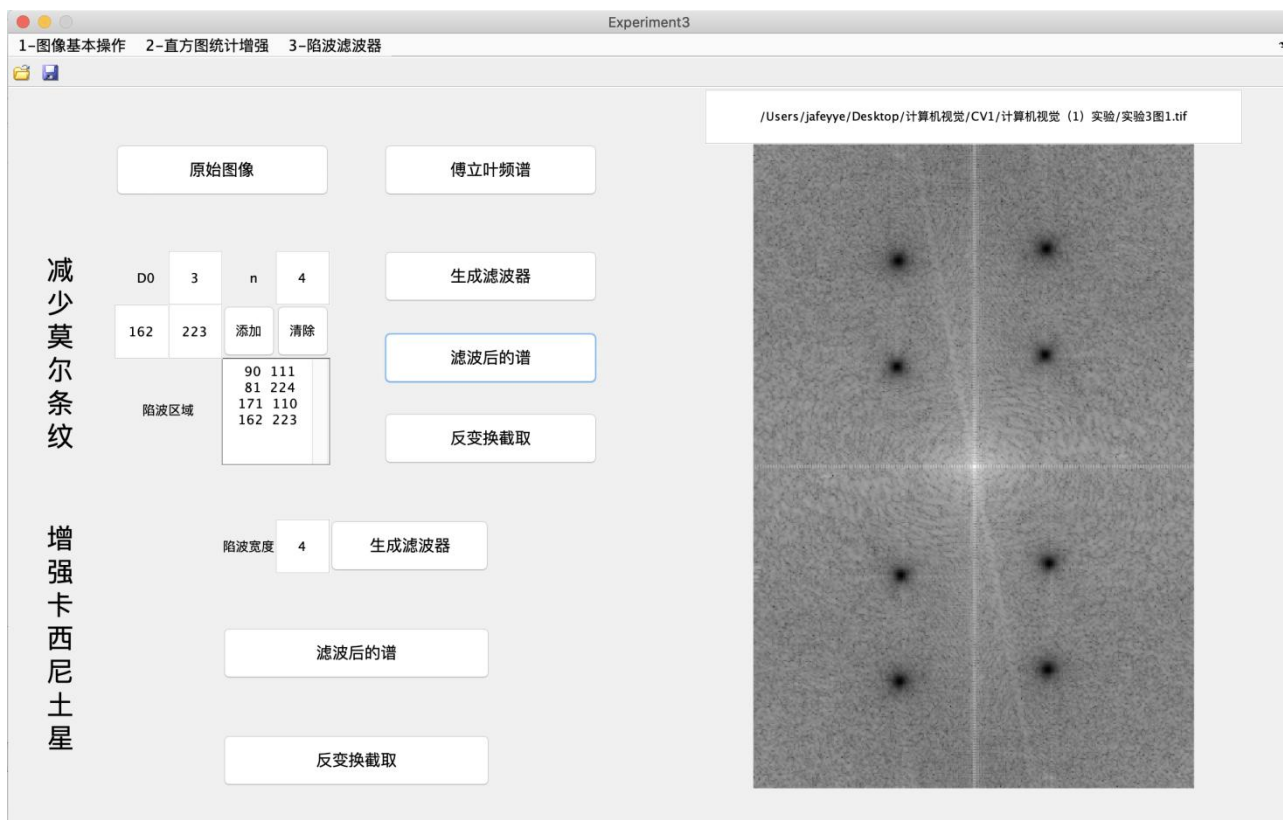 Experiment3
1-图像基本操作 2-直方图统计增强 3-陷波滤波器
/Users/jafeyye/Desktop/计算机视觉/CV1/计算机视觉（1）实验/实验3图1.tif
原始图像
傅立叶频谱
减少莫尔条纹
D0 3 n 4
生成滤波器
162 223 添加 清除
滤波后的谱
陷波区域
90 111
81 224
171 110
162 223
反变换截取
增强卡西尼土星
陷波宽度 4 生成滤波器
滤波后的谱
反变换截取